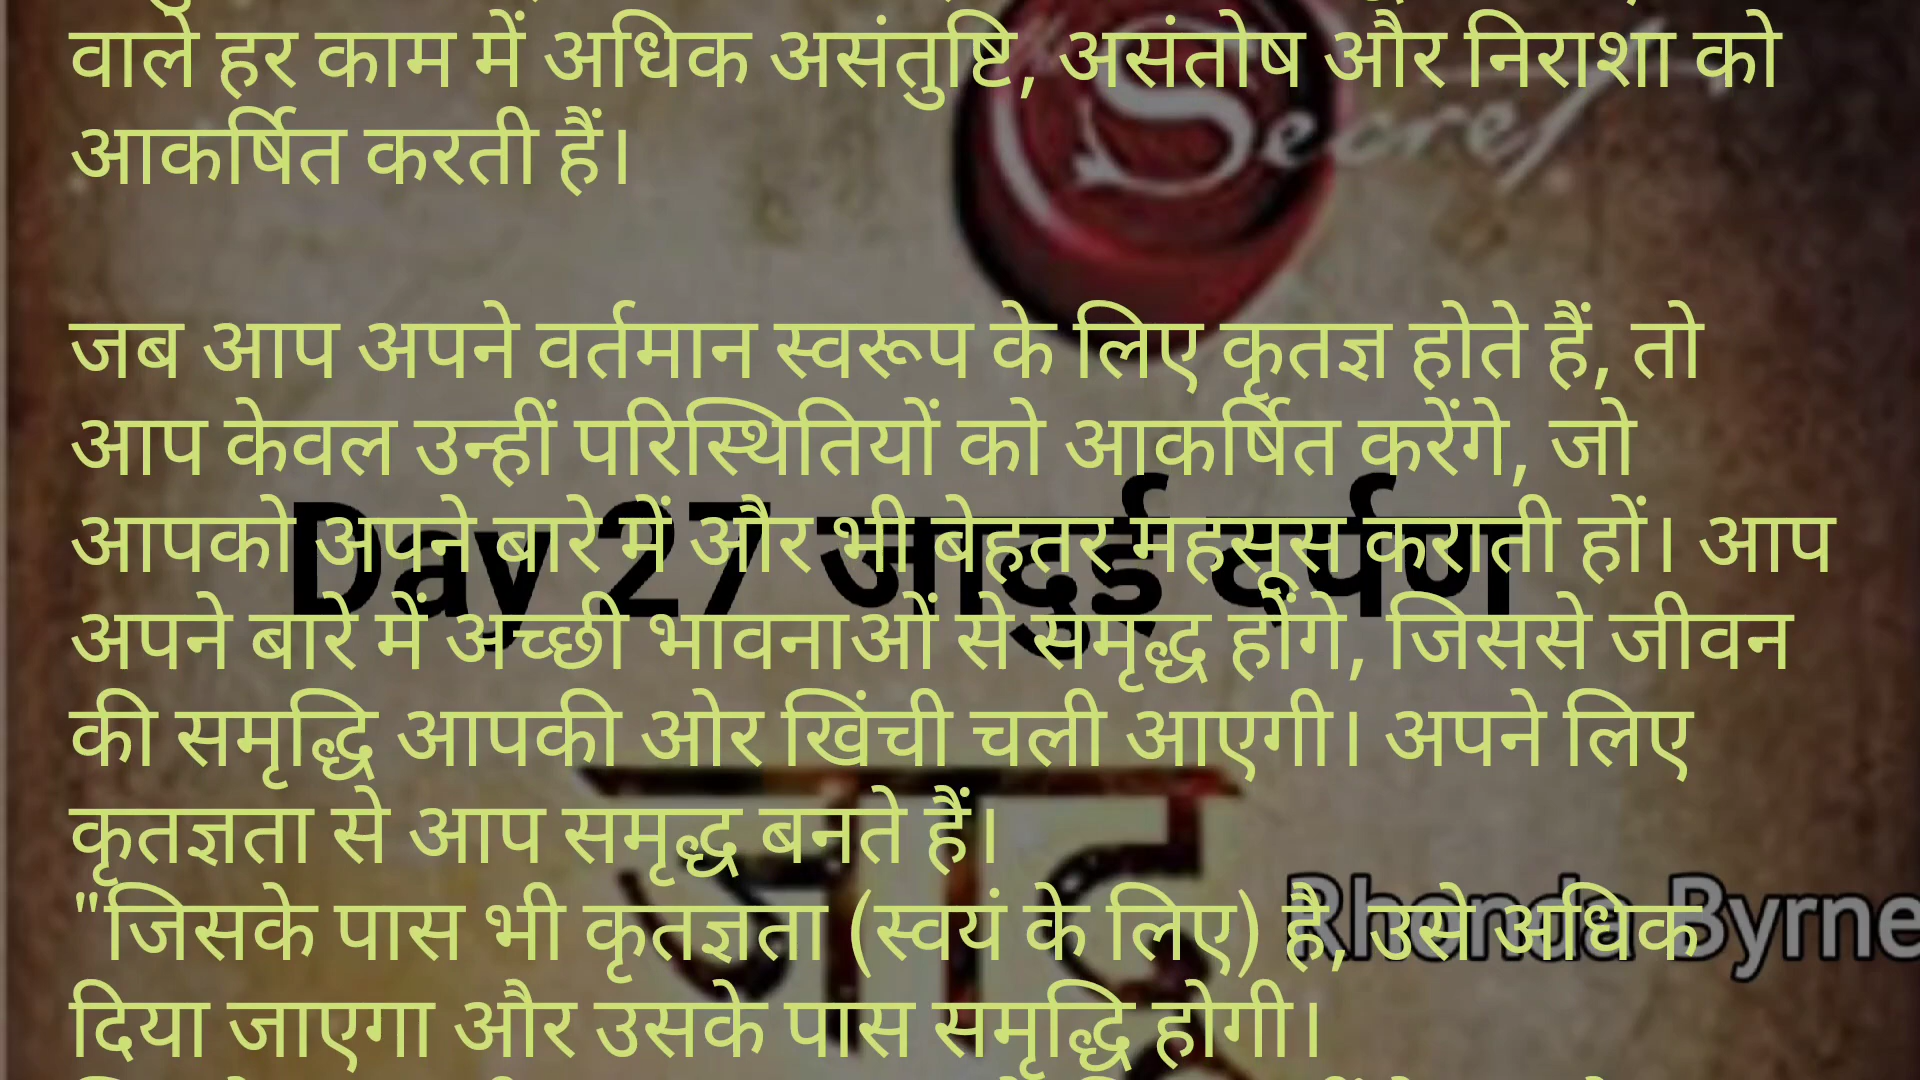 वाले हर काम में अधिक असंतुष्टि, असंतोष और निराशा को
आकर्षित करती हैं।
Secret
जब आप अपने वर्तमान स्वरूप के लिए कृतज्ञ होते हैं, तो
आप केवल उन्हीं परिस्थितियों को आकर्षित करेंगे, जो
आपको अपने बारे में और भी बेहतर महसूस कराती हों। आप
Day 27 जादुई दर्पण
अपने बारे में अच्छी भावनाओं से समृद्ध होंगे, जिससे जीवन
की समृद्धि आपकी ओर खिंची चली आएगी। अपने लिए
कृतज्ञता से आप समृद्ध बनते हैं।
जादू
"जिसके पास भी कृतज्ञता (स्वयं के लिए) है, उसे अधिक
Rhonda Byrne
दिया जाएगा और उसके पास समृद्धि होगी।